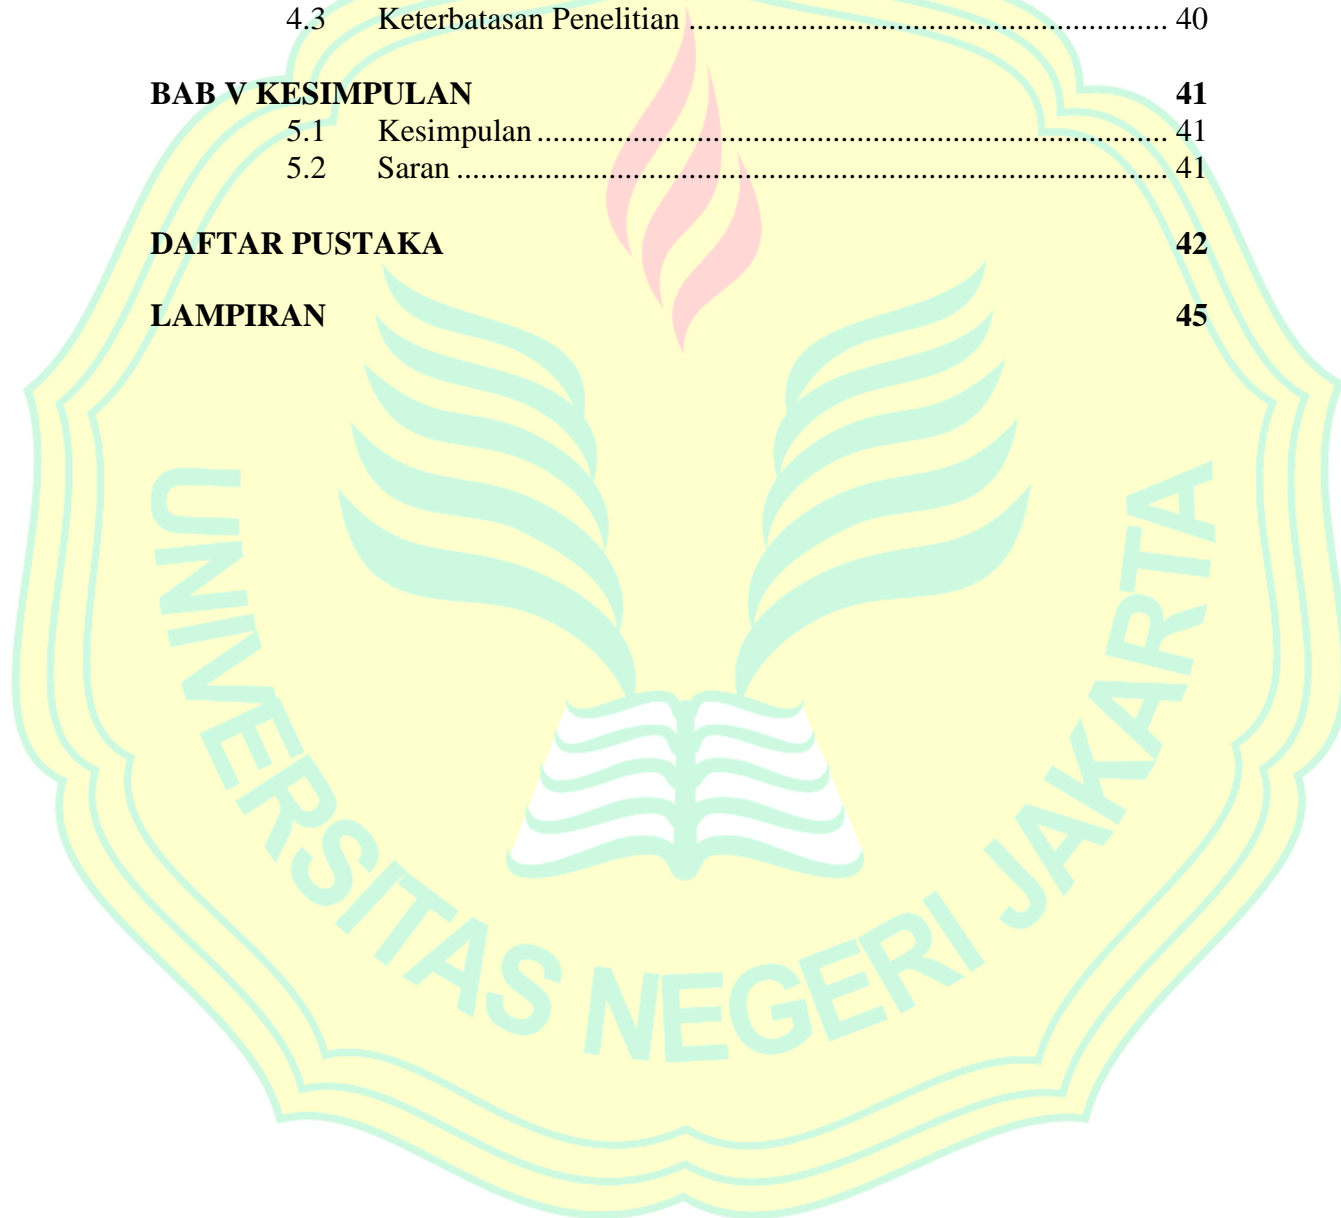 4.3 Keterbatasan Penelitian ............................................................ 40
BAB V KESIMPULAN 41
5.1 Kesimpulan ............................................................................... 41
5.2 Saran ......................................................................................... 41
DAFTAR PUSTAKA 42
LAMPIRAN 45
UNIVERSITAS NEGERI JAKARTA